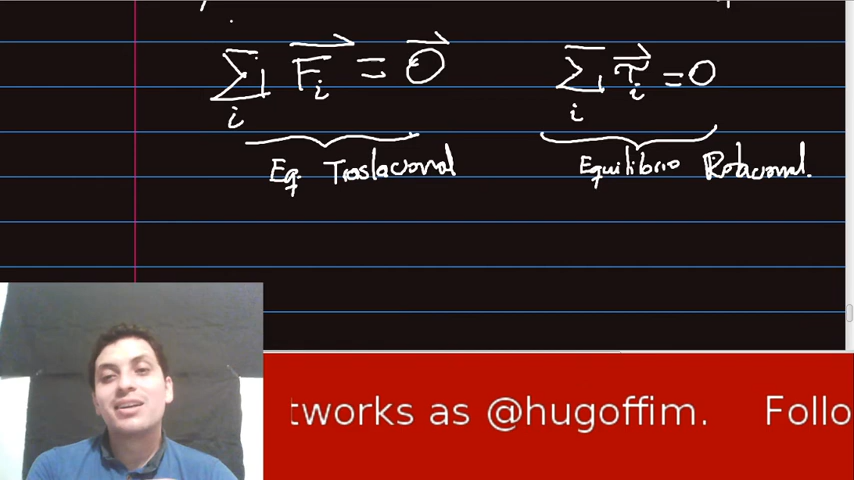 ∑ᵢ F⃗ᵢ = 0⃗ ∑ᵢ τ⃗ᵢ = 0
Eq. Traslacional Equilibrio Rotacional.
tworks as @hugoffim. Follo